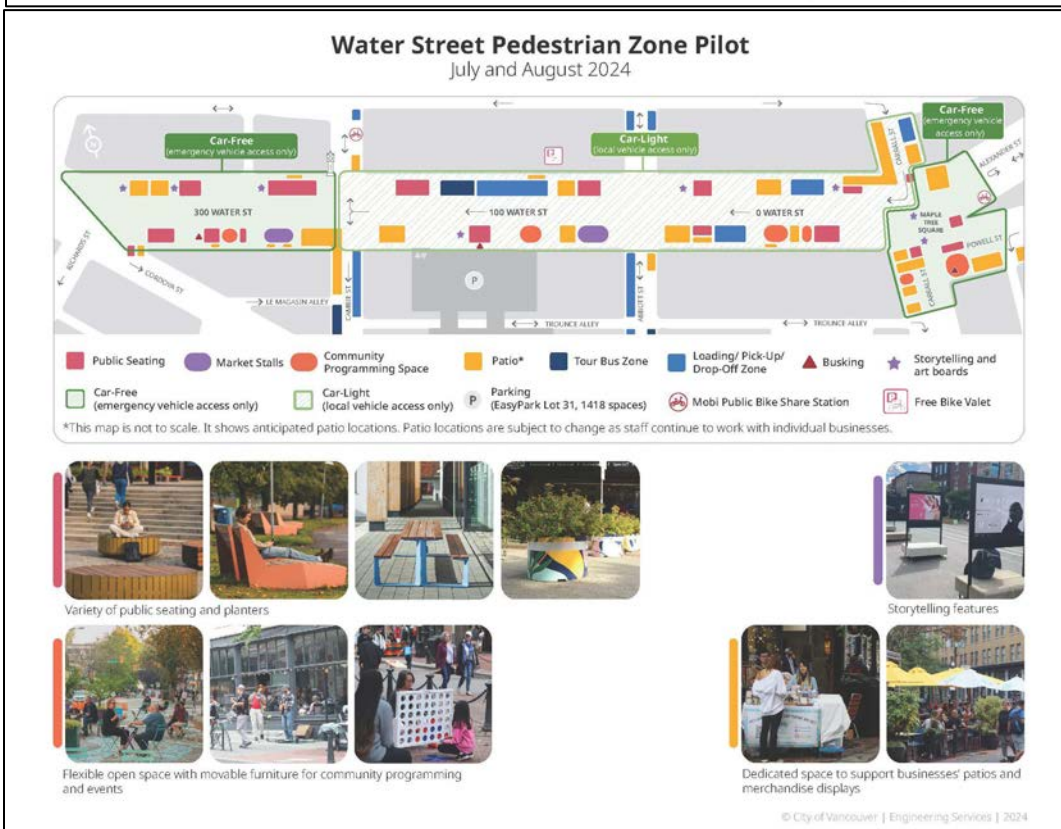 Water Street Pedestrian Zone Pilot
July and August 2024
Car-Free
(emergency vehicle access only)
Car-Light
(local vehicle access only)
Car-Free
(emergency vehicle
access only)
CARRALL ST
ALEXANDER ST
300 WATER ST
100 WATER ST
0 WATER ST
MAPLE
TREE
SQUARE
POWELL ST
CARRALL ST
RICHARDS ST
CORDOVA ST
LE MAGASIN ALLEY
CAMBIE ST
P
ABBOTT ST
TROUNCE ALLEY
TROUNCE ALLEY
Public Seating
Market Stalls
Community
Programming Space
Patio*
Tour Bus Zone
Loading/ Pick-Up/
Drop-Off Zone
Busking
Storytelling and
art boards
Car-Free
(emergency vehicle access only)
Car-Light
(local vehicle access only)
P
Parking
(EasyPark Lot 31, 1418 spaces)
Mobi Public Bike Share Station
Free Bike Valet
*This map is not to scale. It shows anticipated patio locations. Patio locations are subject to change as staff continue to work with individual businesses.
Variety of public seating and planters
Storytelling features
Flexible open space with movable furniture for community programming
and events
Dedicated space to support businesses' patios and
merchandise displays
© City of Vancouver | Engineering Services | 2024